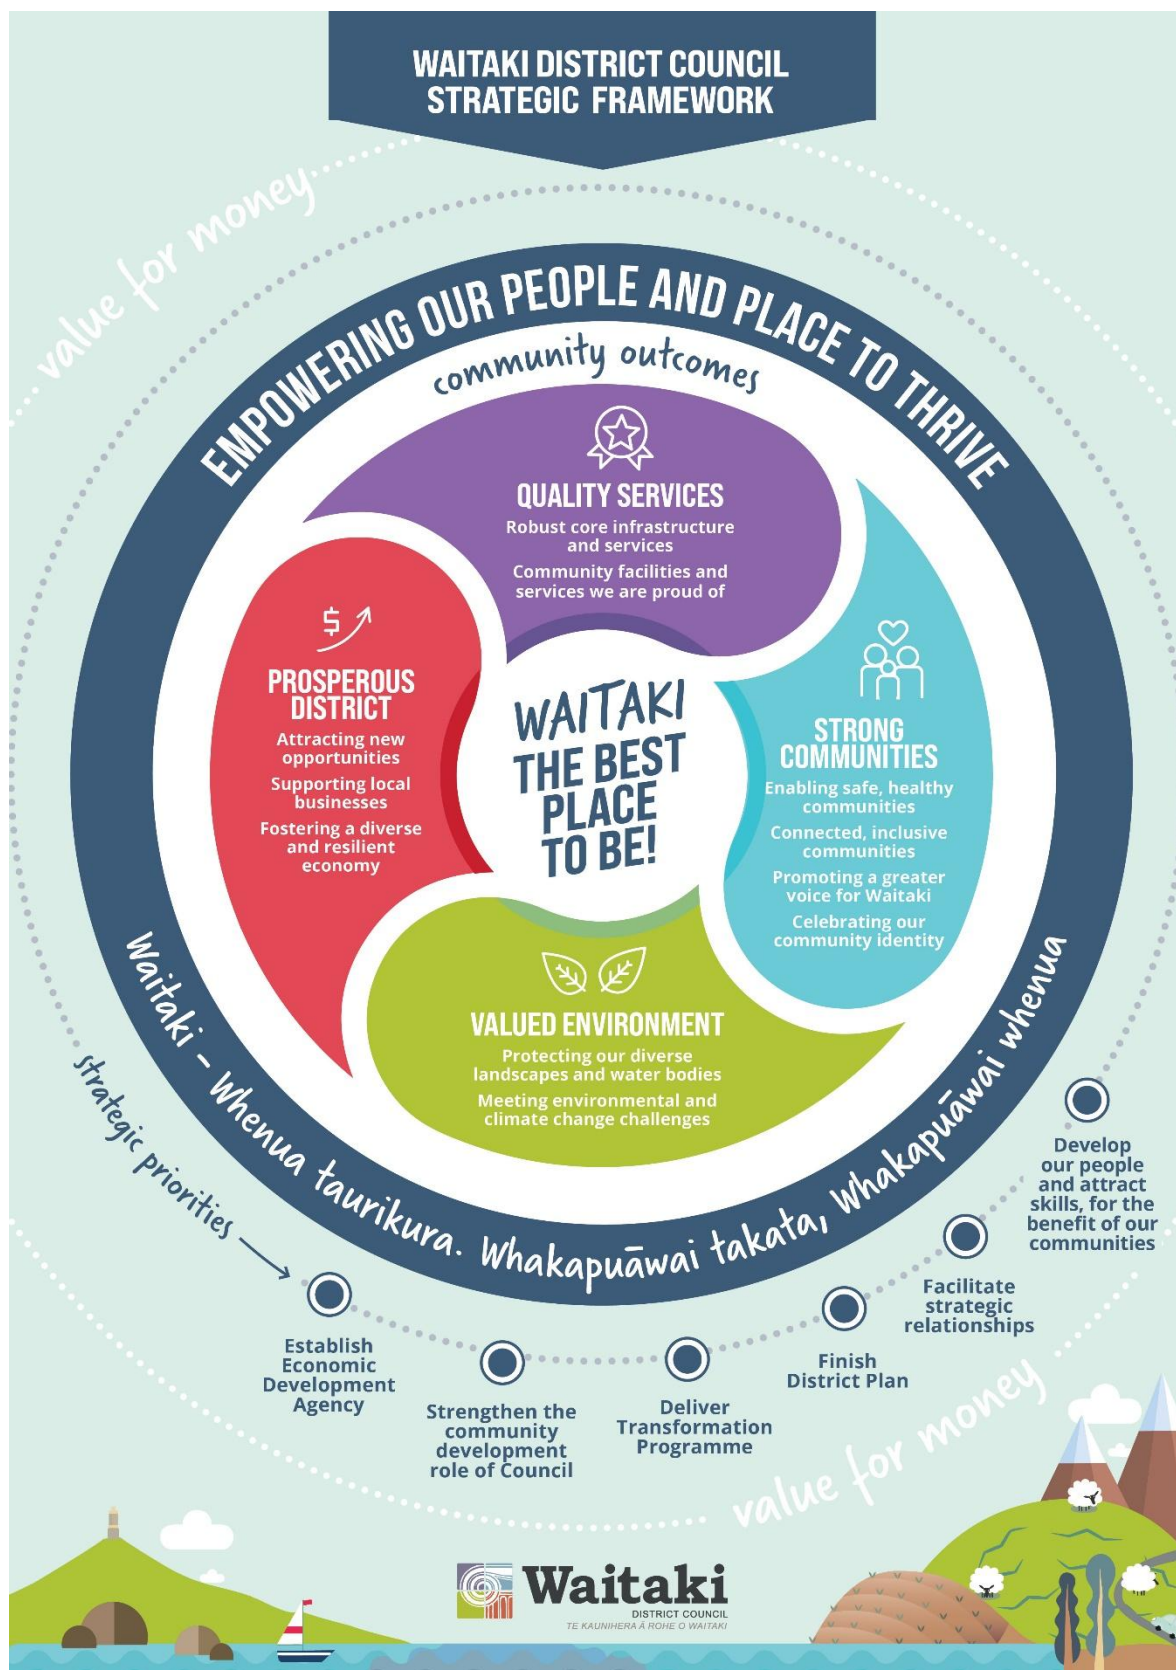 WAITAKI DISTRICT COUNCIL
STRATEGIC FRAMEWORK
value for money
EMPOWERING OUR PEOPLE AND PLACE TO THRIVE
community outcomes
QUALITY SERVICES
Robust core infrastructure
and services
Community facilities and
services we are proud of
PROSPEROUS
DISTRICT
Attracting new
opportunities
Supporting local
businesses
Fostering a diverse
and resilient
economy
WAITAKI
THE BEST
PLACE
TO BE!
STRONG
COMMUNITIES
Enabling safe, healthy
communities
Connected, inclusive
communities
Promoting a greater
voice for Waitaki
Celebrating our
community identity
VALUED ENVIRONMENT
Protecting our diverse
landscapes and water bodies
Meeting environmental and
climate change challenges
Waitaki - Whenua taurikura. Whakapuāwai takata, Whakapuāwai whenua
strategic priorities
Establish
Economic
Development
Agency
Strengthen the
community
development
role of Council
Deliver
Transformation
Programme
Finish
District Plan
Facilitate
strategic
relationships
Develop
our people
and attract
skills, for the
benefit of our
communities
value for money
Waitaki
DISTRICT COUNCIL
TE KAUNIHERA Ā ROHE O WAITAKI